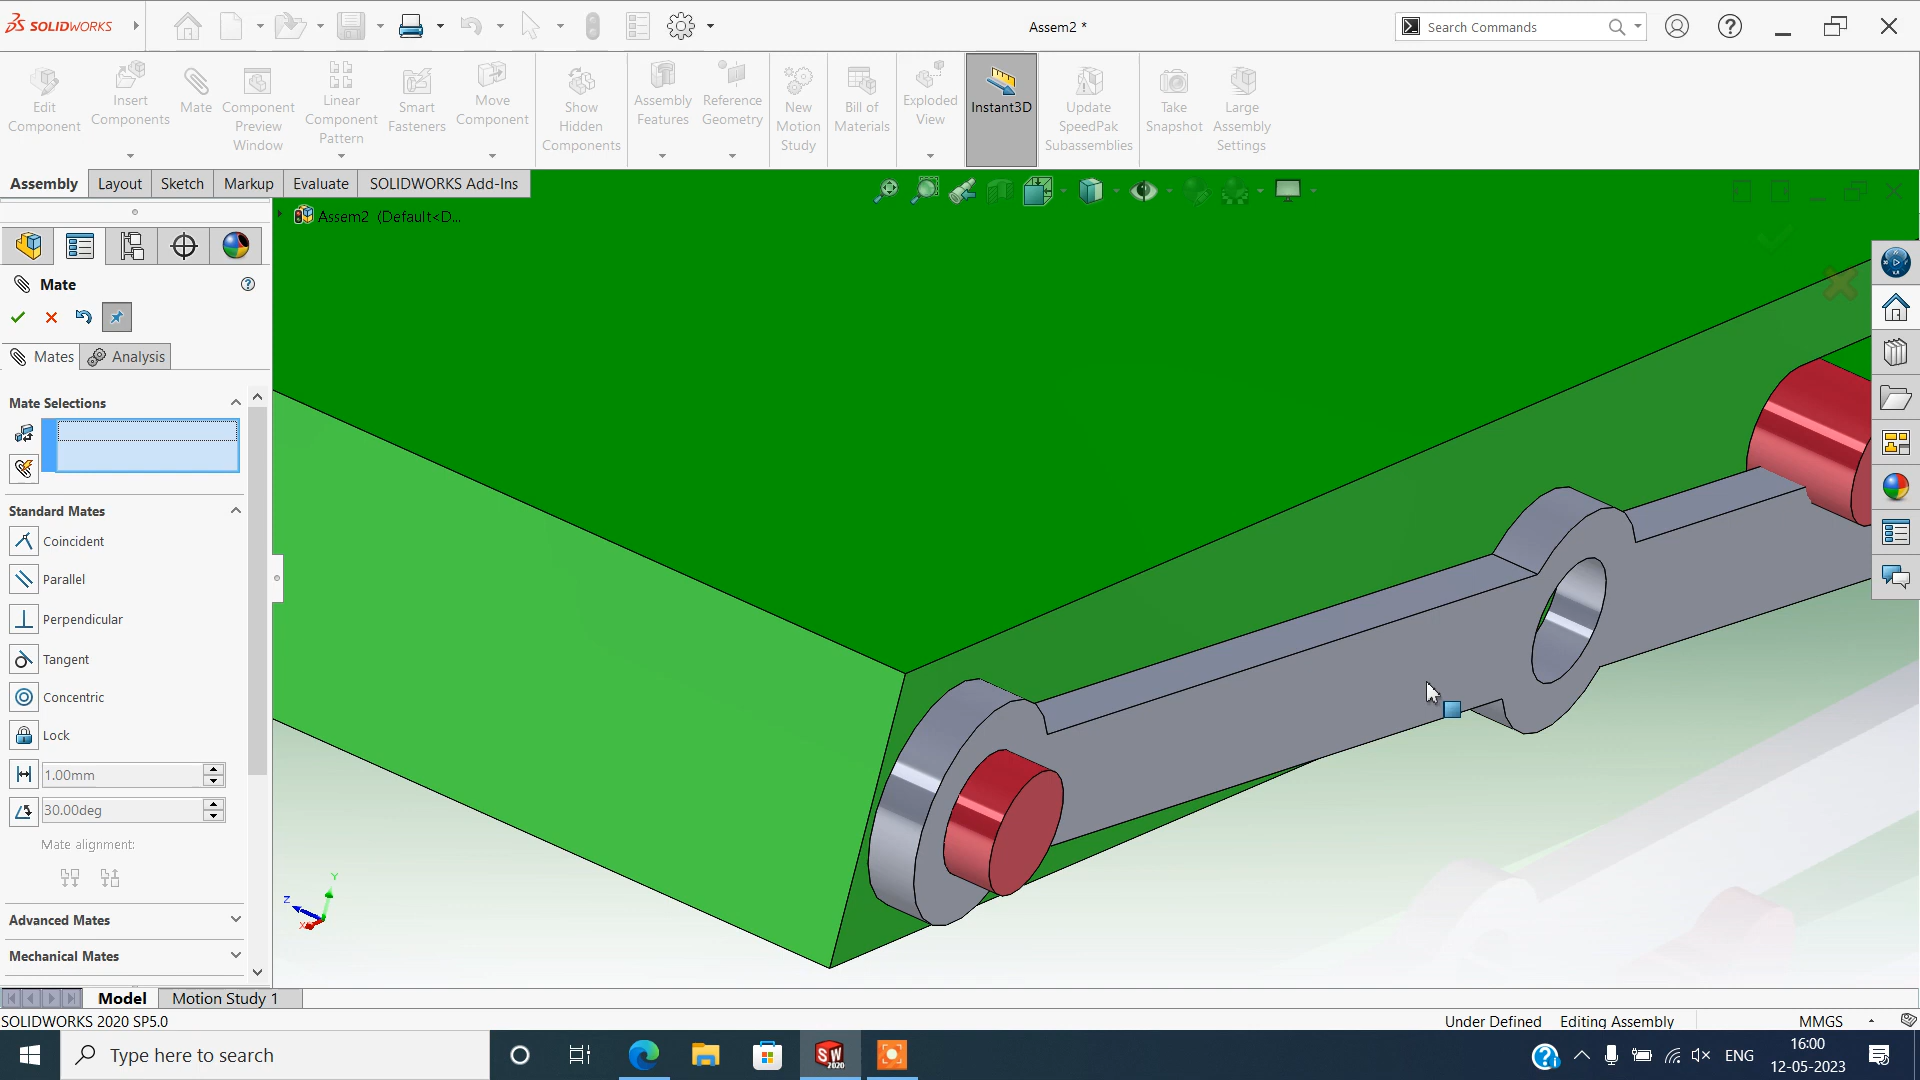 SOLIDWORKS
Assem2 *
Search Commands
Edit Component
Insert Components
Mate
Component Preview Window
Linear Component Pattern
Smart Fasteners
Move Component
Show Hidden Components
Assembly Features
Reference Geometry
New Motion Study
Bill of Materials
Exploded View
Instant3D
Update SpeedPak Subassemblies
Take Snapshot
Large Assembly Settings
Assembly
Layout
Sketch
Markup
Evaluate
SOLIDWORKS Add-Ins
Assem2 (Default<D...
Mate
Mates
Analysis
Mate Selections
Standard Mates
Coincident
Parallel
Perpendicular
Tangent
Concentric
Lock
1.00mm
30.00deg
Mate alignment:
Advanced Mates
Mechanical Mates
Y
Z
X
Model
Motion Study 1
SOLIDWORKS 2020 SP5.0
Under Defined
Editing Assembly
MMGS
Type here to search
SW
2020
ENG
16:00
12-05-2023